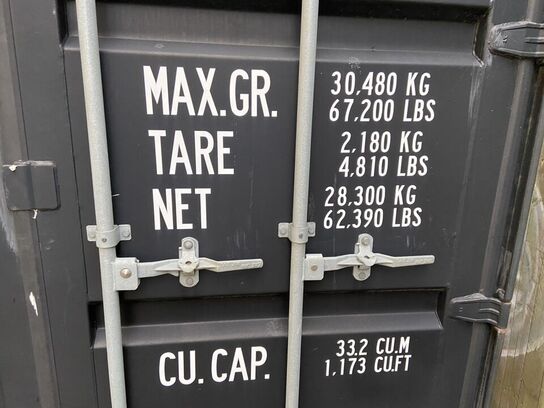 MAX.GR. 30,480 KG
67,200 LBS
TARE 2,180 KG
4,810 LBS
NET 28,300 KG
62,390 LBS
CU. CAP. 33.2 CU.M
1,173 CU.FT